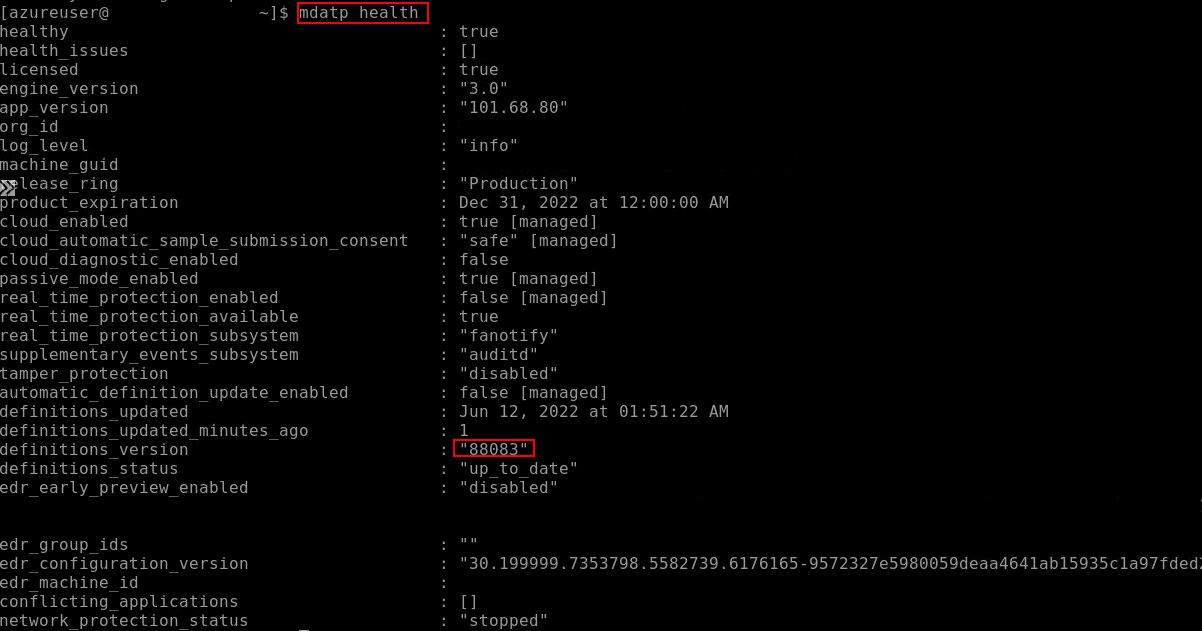 [azureuser@ ~]$ mdatp health
healthy : true
health_issues : []
licensed : true
engine_version : "3.0"
app_version : "101.68.80"
org_id :
log_level : "info"
machine_guid :
release_ring : "Production"
product_expiration : Dec 31, 2022 at 12:00:00 AM
cloud_enabled : true [managed]
cloud_automatic_sample_submission_consent : "safe" [managed]
cloud_diagnostic_enabled : false
passive_mode_enabled : true [managed]
real_time_protection_enabled : false [managed]
real_time_protection_available : true
real_time_protection_subsystem : "fanotify"
supplementary_events_subsystem : "auditd"
tamper_protection : "disabled"
automatic_definition_update_enabled : false [managed]
definitions_updated : Jun 12, 2022 at 01:51:22 AM
definitions_updated_minutes_ago : 1
definitions_version : "88083"
definitions_status : "up_to_date"
edr_early_preview_enabled : "disabled"
edr_group_ids : ""
edr_configuration_version : "30.199999.7353798.5582739.6176165-9572327e5980059deaa4641ab15935c1a97fded2
edr_machine_id :
conflicting_applications : []
network_protection_status : "stopped"